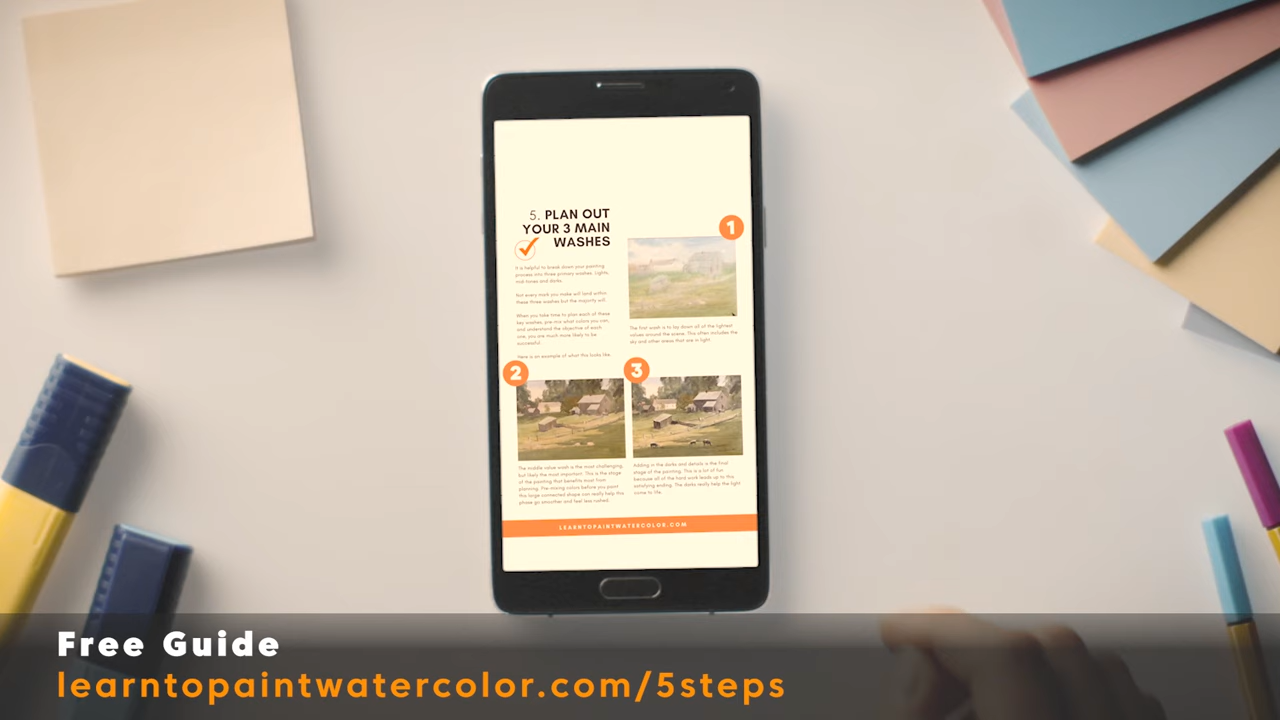 5. PLAN OUT
YOUR 3 MAIN
WASHES
It is helpful to break down your painting
process into three primary washes. Lights,
mid-tones and darks.
Not every mark you make will land within
these three washes but the majority will.
When you take time to plan each of these
key washes, pre-mix what colors you can,
and understand the objective of each
one, you are much more likely to be
successful.
Here is an example of what this looks like.
1
The first wash is to lay down all of the lightest
values around the scene. This often includes the
sky and other areas that are in light.
2
The middle value wash is the most challenging,
but likely the most important. This is the stage
of the painting that benefits most from
planning. Pre-mixing colors before you paint
this large connected shape can really help this
phase go smoother and feel less rushed.
3
Adding in the darks and details is the final
stage of the painting. This is a lot of fun
because all of the hard work leads up to this
satisfying ending. The darks really help the light
come to life.
LEARNTOPAINTWATERCOLOR.COM
Free Guide
learntopaintwatercolor.com/5steps